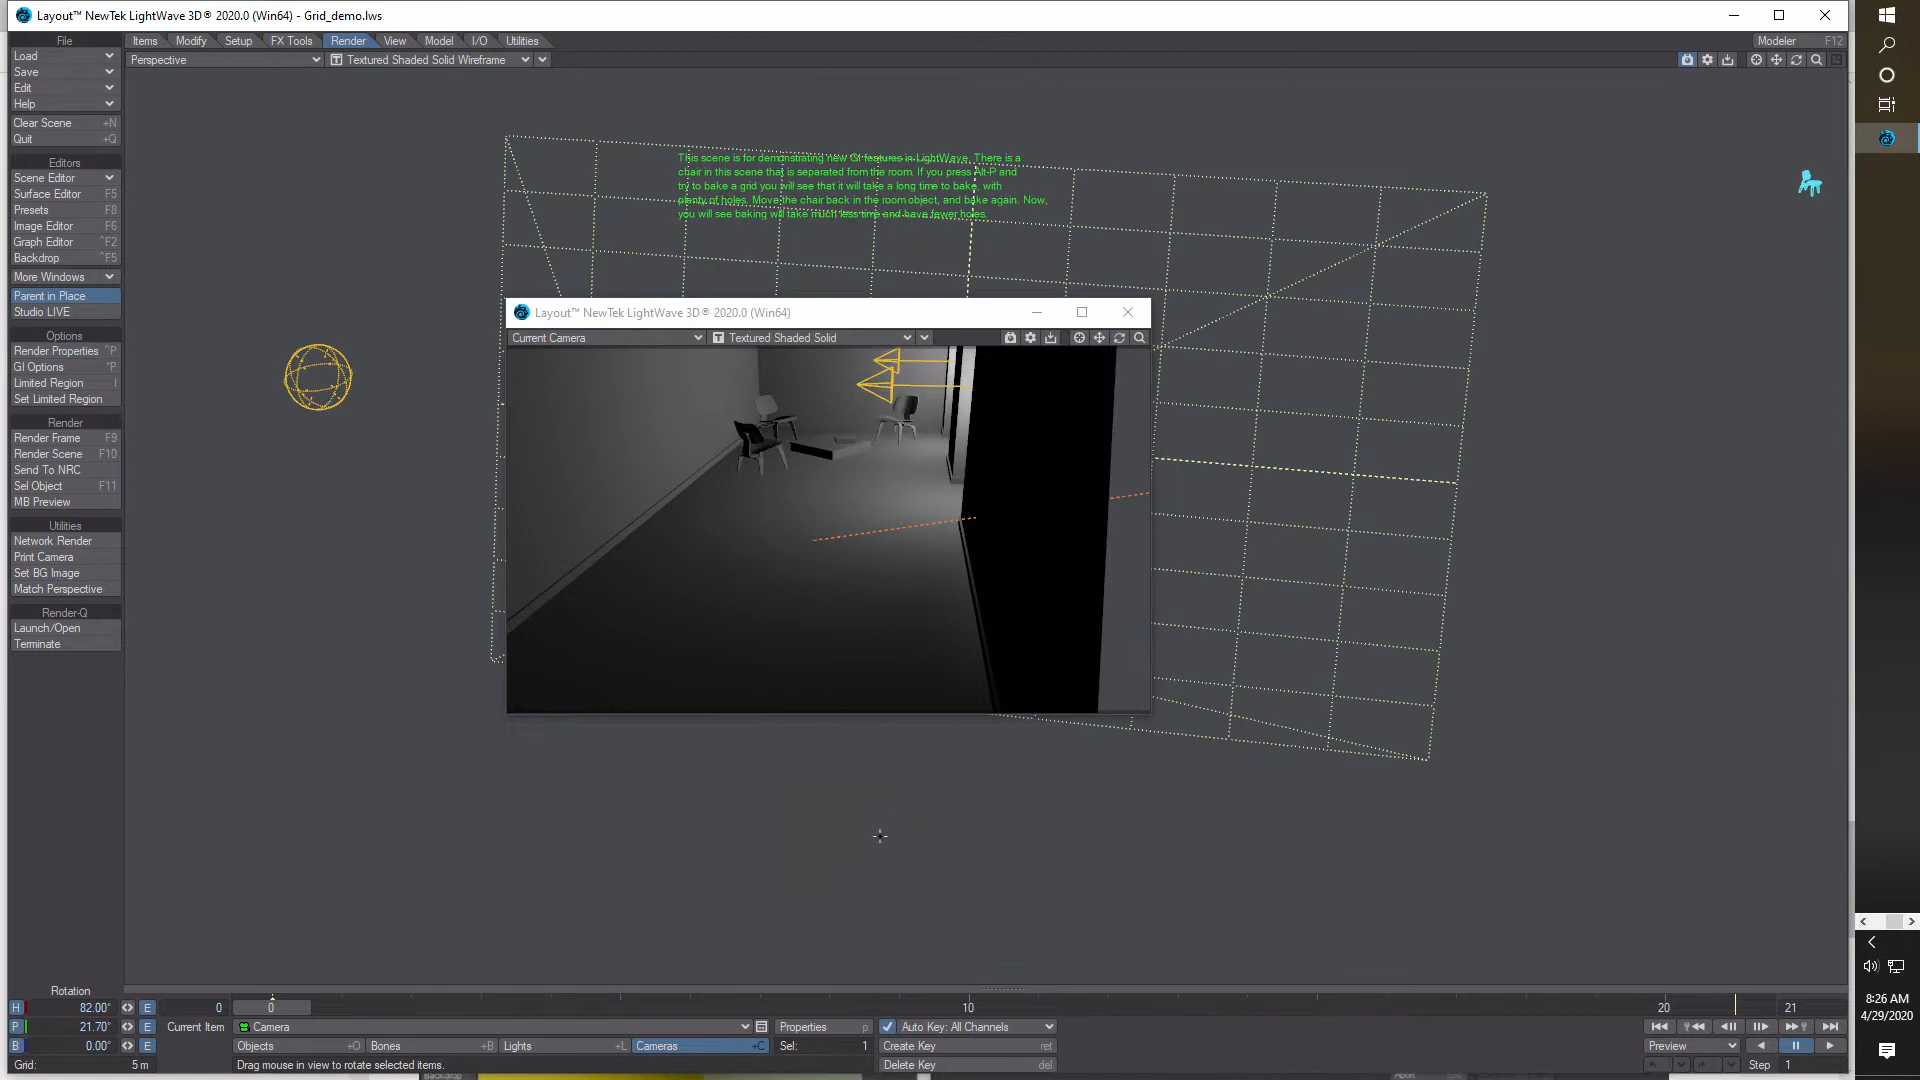 Layout™ NewTek LightWave 3D® 2020.0 (Win64) - Grid_demo.lws
File
Items
Modify
Setup
FX Tools
Render
View
Model
I/O
Utilities
Modeler F12
Load
Save
Edit
Help
Clear Scene +N
Quit +Q
Perspective
Textured Shaded Solid Wireframe
Editors
Scene Editor
Surface Editor F5
Presets F8
Image Editor F6
Graph Editor ^F2
Backdrop ^F5
More Windows
Parent in Place
Studio LIVE
Options
Render Properties ^P
GI Options "P
Limited Region l
Set Limited Region
Render
Render Frame F9
Render Scene F10
Send To NRC
Sel Object F11
MB Preview
Utilities
Network Render
Print Camera
Set BG Image
Match Perspective
Render-Q
Launch/Open
Terminate
This scene is for demonstrating new GI features in LightWave. There is a
chair in this scene that is separated from the room. If you press Alt-P and
try to bake a grid you will see that it will take a long time to bake, with
plenty of holes. Move the chair back in the room object, and bake again. Now,
you will see baking will take much less time and have fewer holes.
Layout™ NewTek LightWave 3D® 2020.0 (Win64)
Current Camera
Textured Shaded Solid
Rotation
H 82.00° E
P 21.70° E
B 0.00° E
Grid: 5 m
0
0
10
20
21
Current Item
Camera
Properties p
Auto Key: All Channels
Objects +O
Bones +B
Lights +L
Cameras +C
Sel: 1
Create Key ret
Delete Key del
Drag mouse in view to rotate selected items.
Preview
Step 1
8:26 AM
4/29/2020